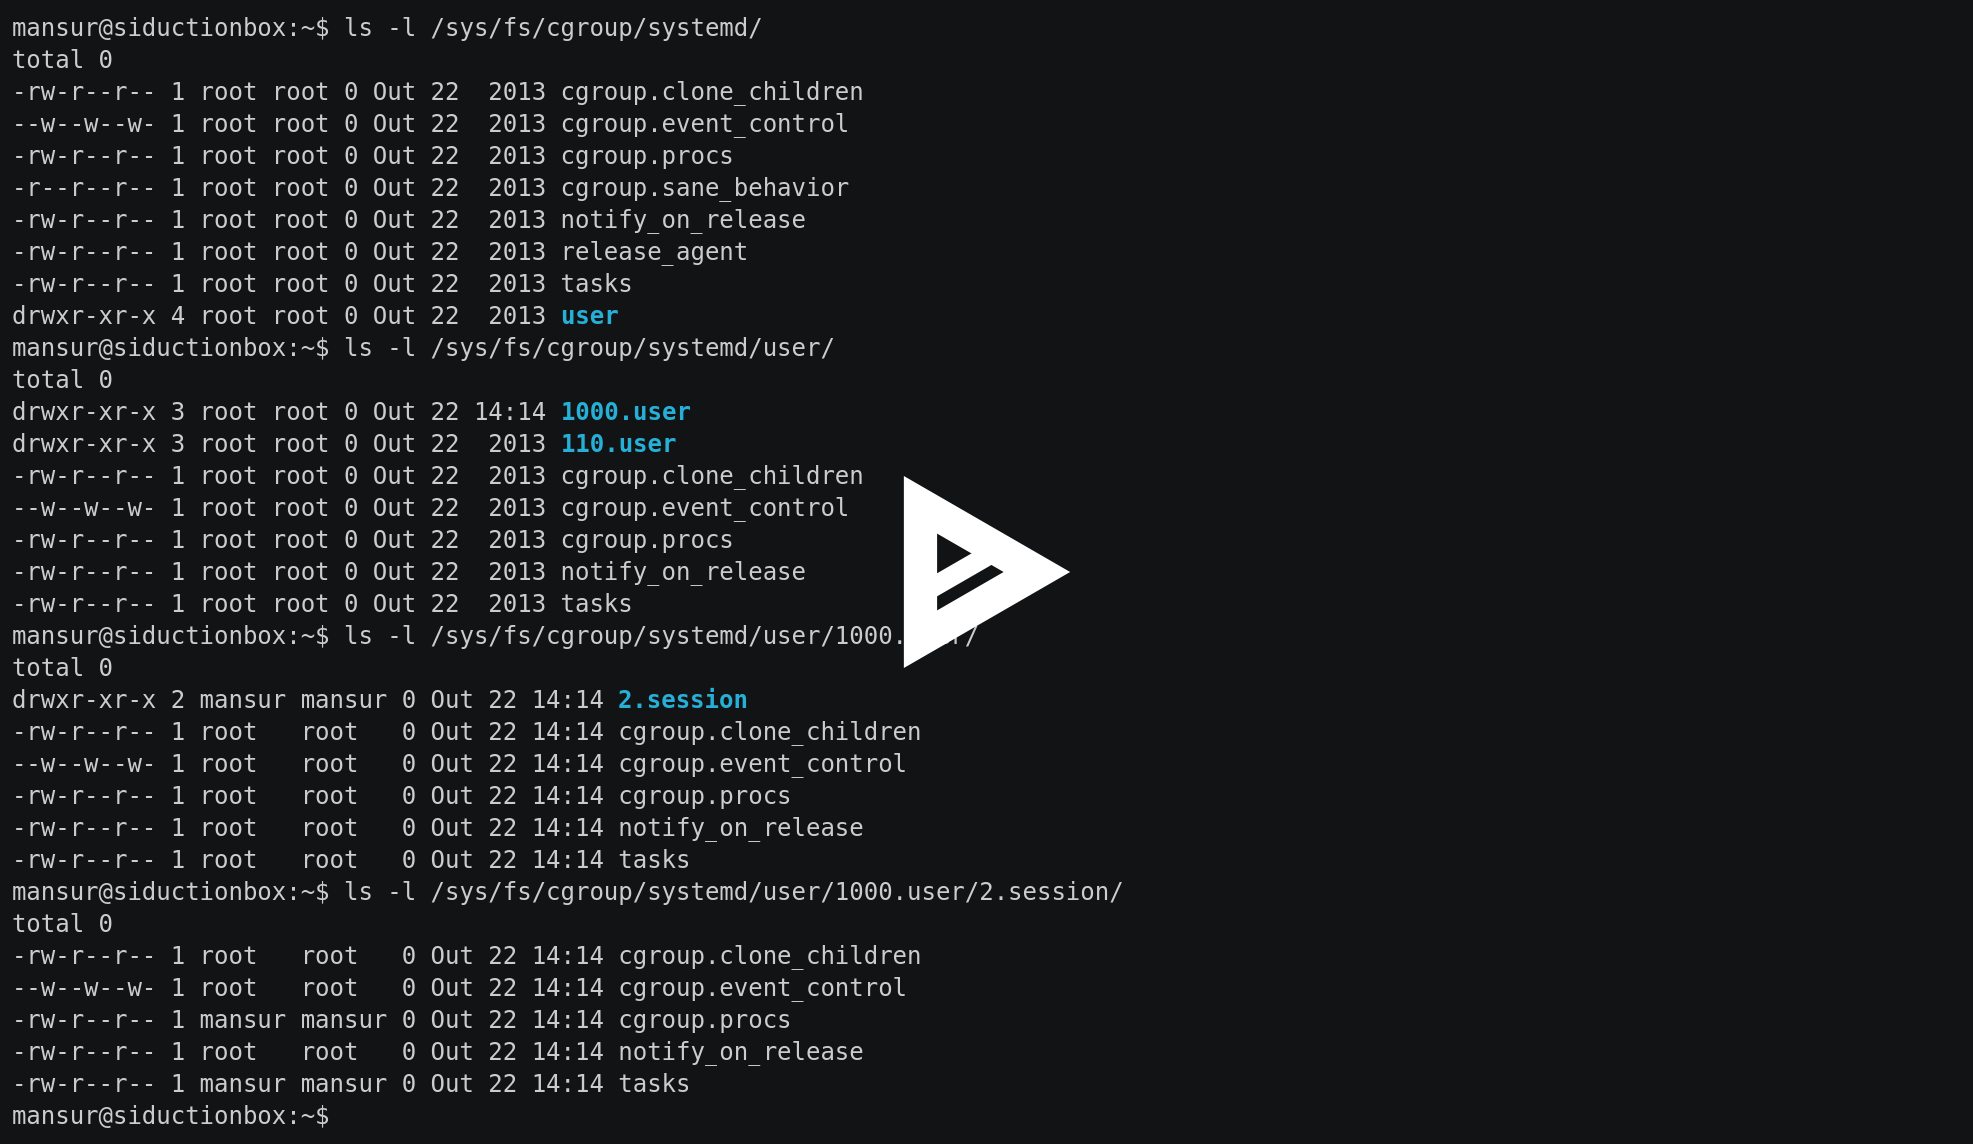 mansur@siductionbox:~$ ls -l /sys/fs/cgroup/systemd/
total 0
-rw-r--r-- 1 root root 0 Out 22  2013 cgroup.clone_children
--w--w--w- 1 root root 0 Out 22  2013 cgroup.event_control
-rw-r--r-- 1 root root 0 Out 22  2013 cgroup.procs
-r--r--r-- 1 root root 0 Out 22  2013 cgroup.sane_behavior
-rw-r--r-- 1 root root 0 Out 22  2013 notify_on_release
-rw-r--r-- 1 root root 0 Out 22  2013 release_agent
-rw-r--r-- 1 root root 0 Out 22  2013 tasks
drwxr-xr-x 4 root root 0 Out 22  2013 user
mansur@siductionbox:~$ ls -l /sys/fs/cgroup/systemd/user/
total 0
drwxr-xr-x 3 root root 0 Out 22 14:14 1000.user
drwxr-xr-x 3 root root 0 Out 22  2013 110.user
-rw-r--r-- 1 root root 0 Out 22  2013 cgroup.clone_children
--w--w--w- 1 root root 0 Out 22  2013 cgroup.event_control
-rw-r--r-- 1 root root 0 Out 22  2013 cgroup.procs
-rw-r--r-- 1 root root 0 Out 22  2013 notify_on_release
-rw-r--r-- 1 root root 0 Out 22  2013 tasks
mansur@siductionbox:~$ ls -l /sys/fs/cgroup/systemd/user/1000.
total 0
drwxr-xr-x 2 mansur mansur 0 Out 22 14:14 2.session
-rw-r--r-- 1 root   root   0 Out 22 14:14 cgroup.clone_children
--w--w--w- 1 root   root   0 Out 22 14:14 cgroup.event_control
-rw-r--r-- 1 root   root   0 Out 22 14:14 cgroup.procs
-rw-r--r-- 1 root   root   0 Out 22 14:14 notify_on_release
-rw-r--r-- 1 root   root   0 Out 22 14:14 tasks
mansur@siductionbox:~$ ls -l /sys/fs/cgroup/systemd/user/1000.user/2.session/
total 0
-rw-r--r-- 1 root   root   0 Out 22 14:14 cgroup.clone_children
--w--w--w- 1 root   root   0 Out 22 14:14 cgroup.event_control
-rw-r--r-- 1 mansur mansur 0 Out 22 14:14 cgroup.procs
-rw-r--r-- 1 root   root   0 Out 22 14:14 notify_on_release
-rw-r--r-- 1 mansur mansur 0 Out 22 14:14 tasks
mansur@siductionbox:~$